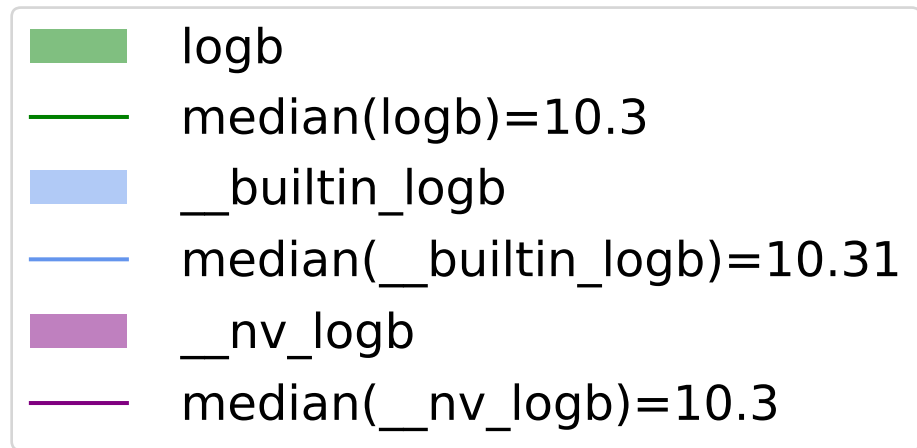 logb
median(logb)=10.3
__builtin_logb
median(__builtin_logb)=10.31
__nv_logb
median(__nv_logb)=10.3